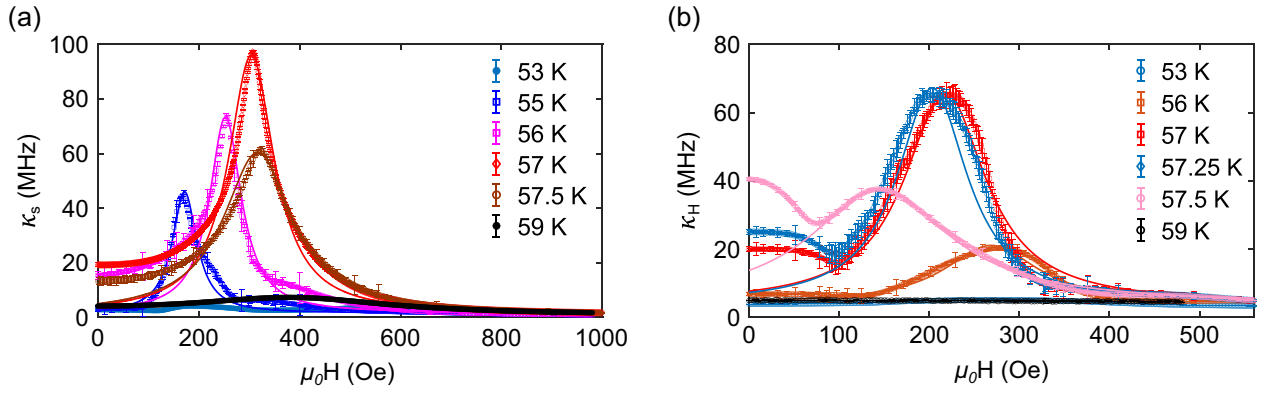 (a)
(b)
κs (MHz)
100
80
60
40
20
0
0 200 400 600 800 1000
μ0H (Oe)
53 K
55 K
56 K
57 K
57.5 K
59 K
κH (MHz)
80
60
40
20
0
0 100 200 300 400 500
μ0H (Oe)
53 K
56 K
57 K
57.25 K
57.5 K
59 K